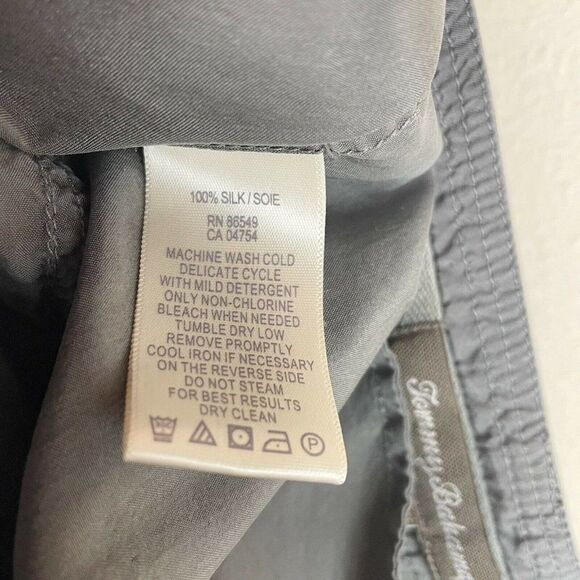 100% SILK / SOIE
RN 86549
CA 04754
MACHINE WASH COLD
DELICATE CYCLE
WITH MILD DETERGENT
ONLY NON-CHLORINE
BLEACH WHEN NEEDED
TUMBLE DRY LOW
REMOVE PROMPTLY
COOL IRON IF NECESSARY
ON THE REVERSE SIDE
DO NOT STEAM
FOR BEST RESULTS
DRY CLEAN
P
Tommy Bahama